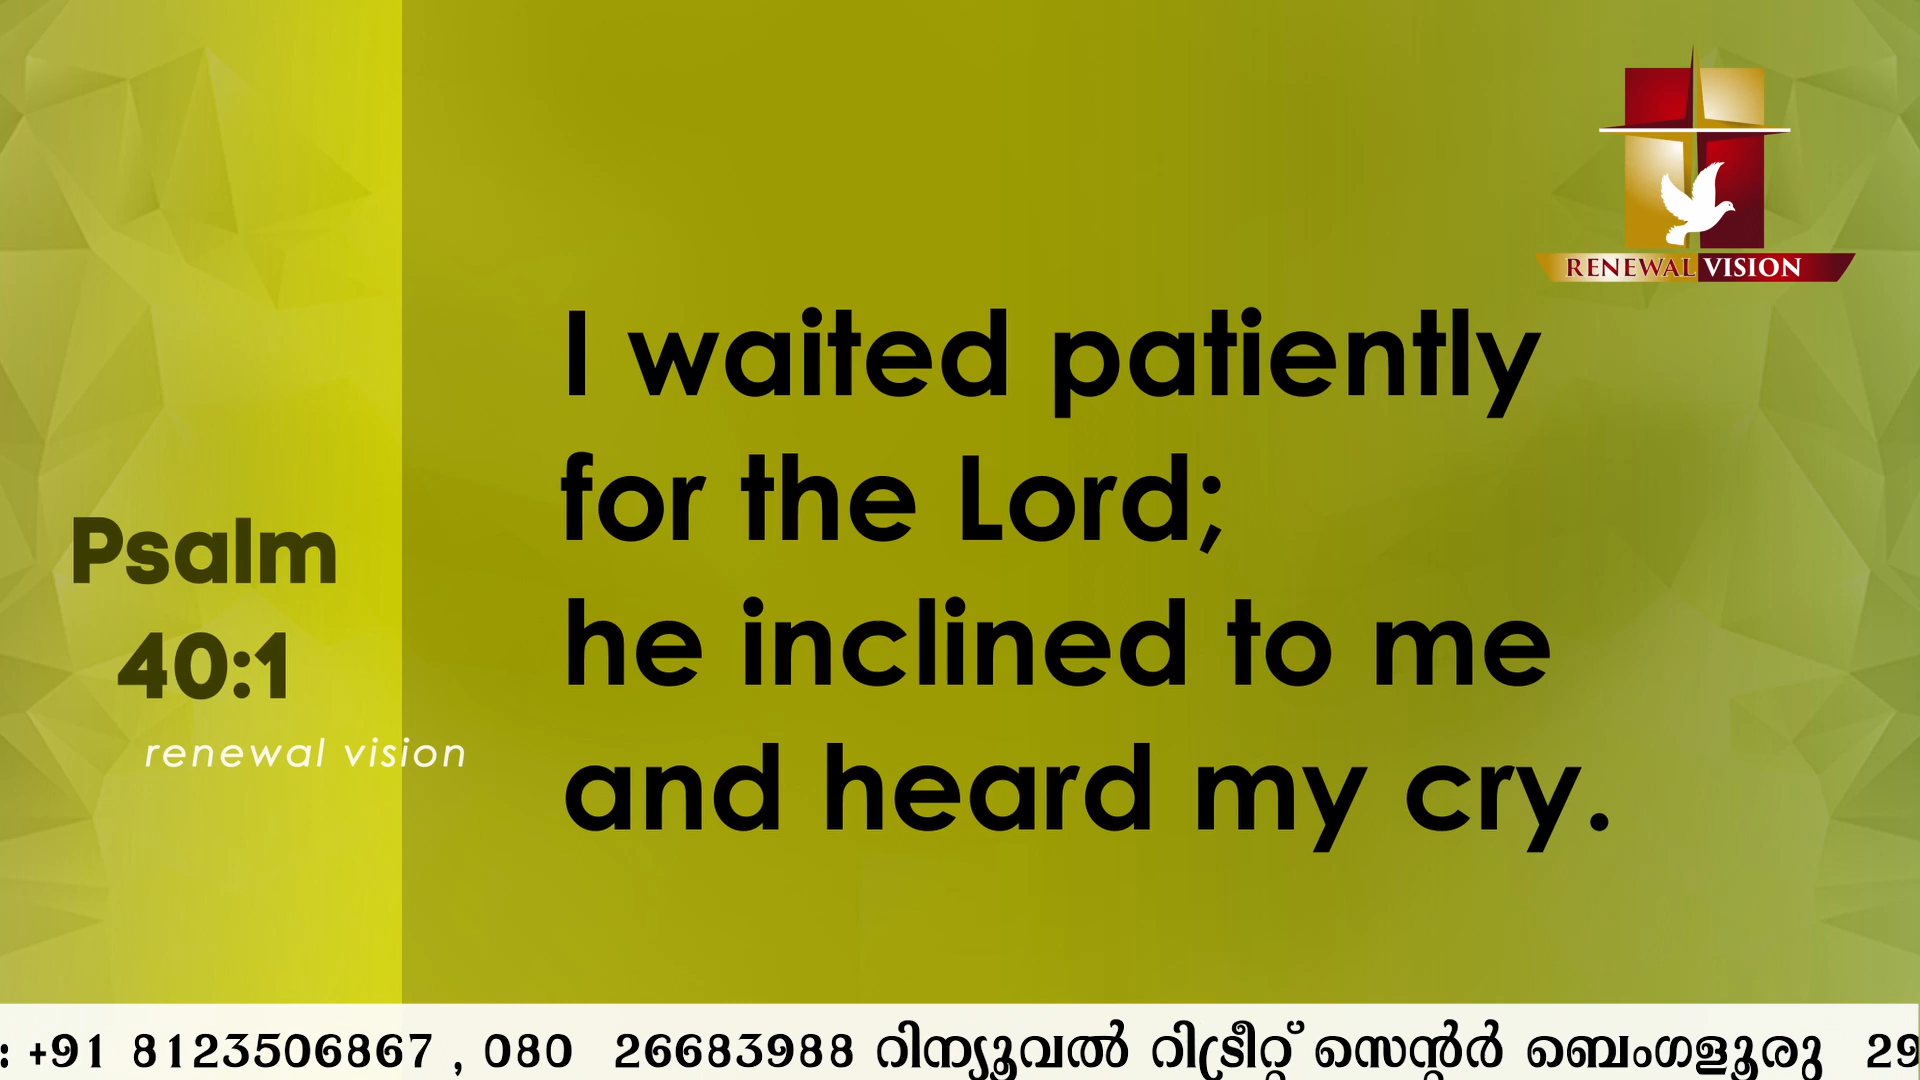 RENEWAL VISION
Psalm
40:1
renewal vision
I waited patiently
for the Lord;
he inclined to me
and heard my cry.
: +91 8123506867 , 080 26683988 റിന്യൂവൽ റിട്രീറ്റ് സെന്റർ ബെംഗളൂരു 29